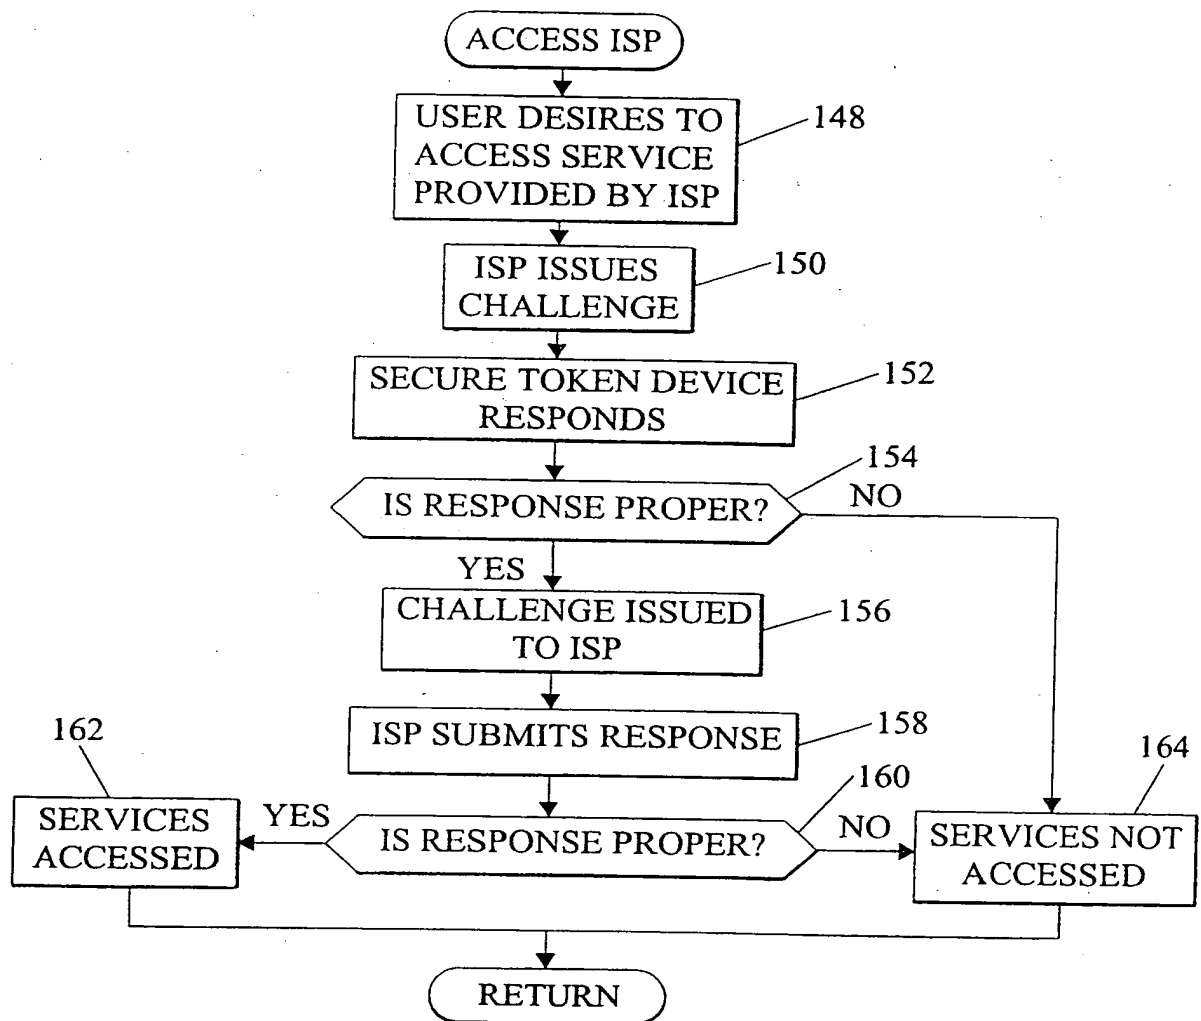 ACCESS ISP
USER DESIRES TO
ACCESS SERVICE
PROVIDED BY ISP
148
ISP ISSUES
CHALLENGE
150
SECURE TOKEN DEVICE
RESPONDS
152
IS RESPONSE PROPER?
154
NO
YES
CHALLENGE ISSUED
TO ISP
156
ISP SUBMITS RESPONSE
158
162
160
164
SERVICES
ACCESSED
YES
IS RESPONSE PROPER?
NO
SERVICES NOT
ACCESSED
RETURN